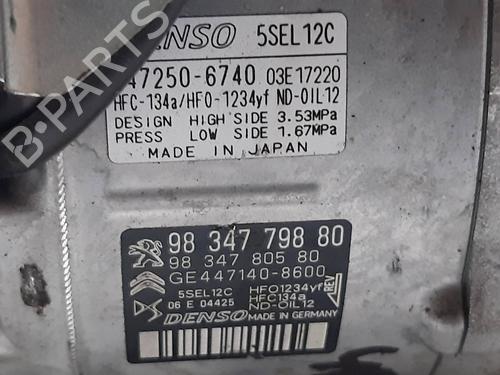 DENSO 5SEL12C
47250-6740 03E17220
HFC-134a/HFO-1234yf ND-OIL12
DESIGN HIGH SIDE 3.53MPa
PRESS LOW SIDE 1.67MPa
MADE IN JAPAN
B-PARTS
98 347 798 80
98 347 805 80
GE447140-8600
5SEL12C HFO1234yf
06 E 04425 HFC134a
ND-OIL12
REV
DENSO MADE IN GERMANY